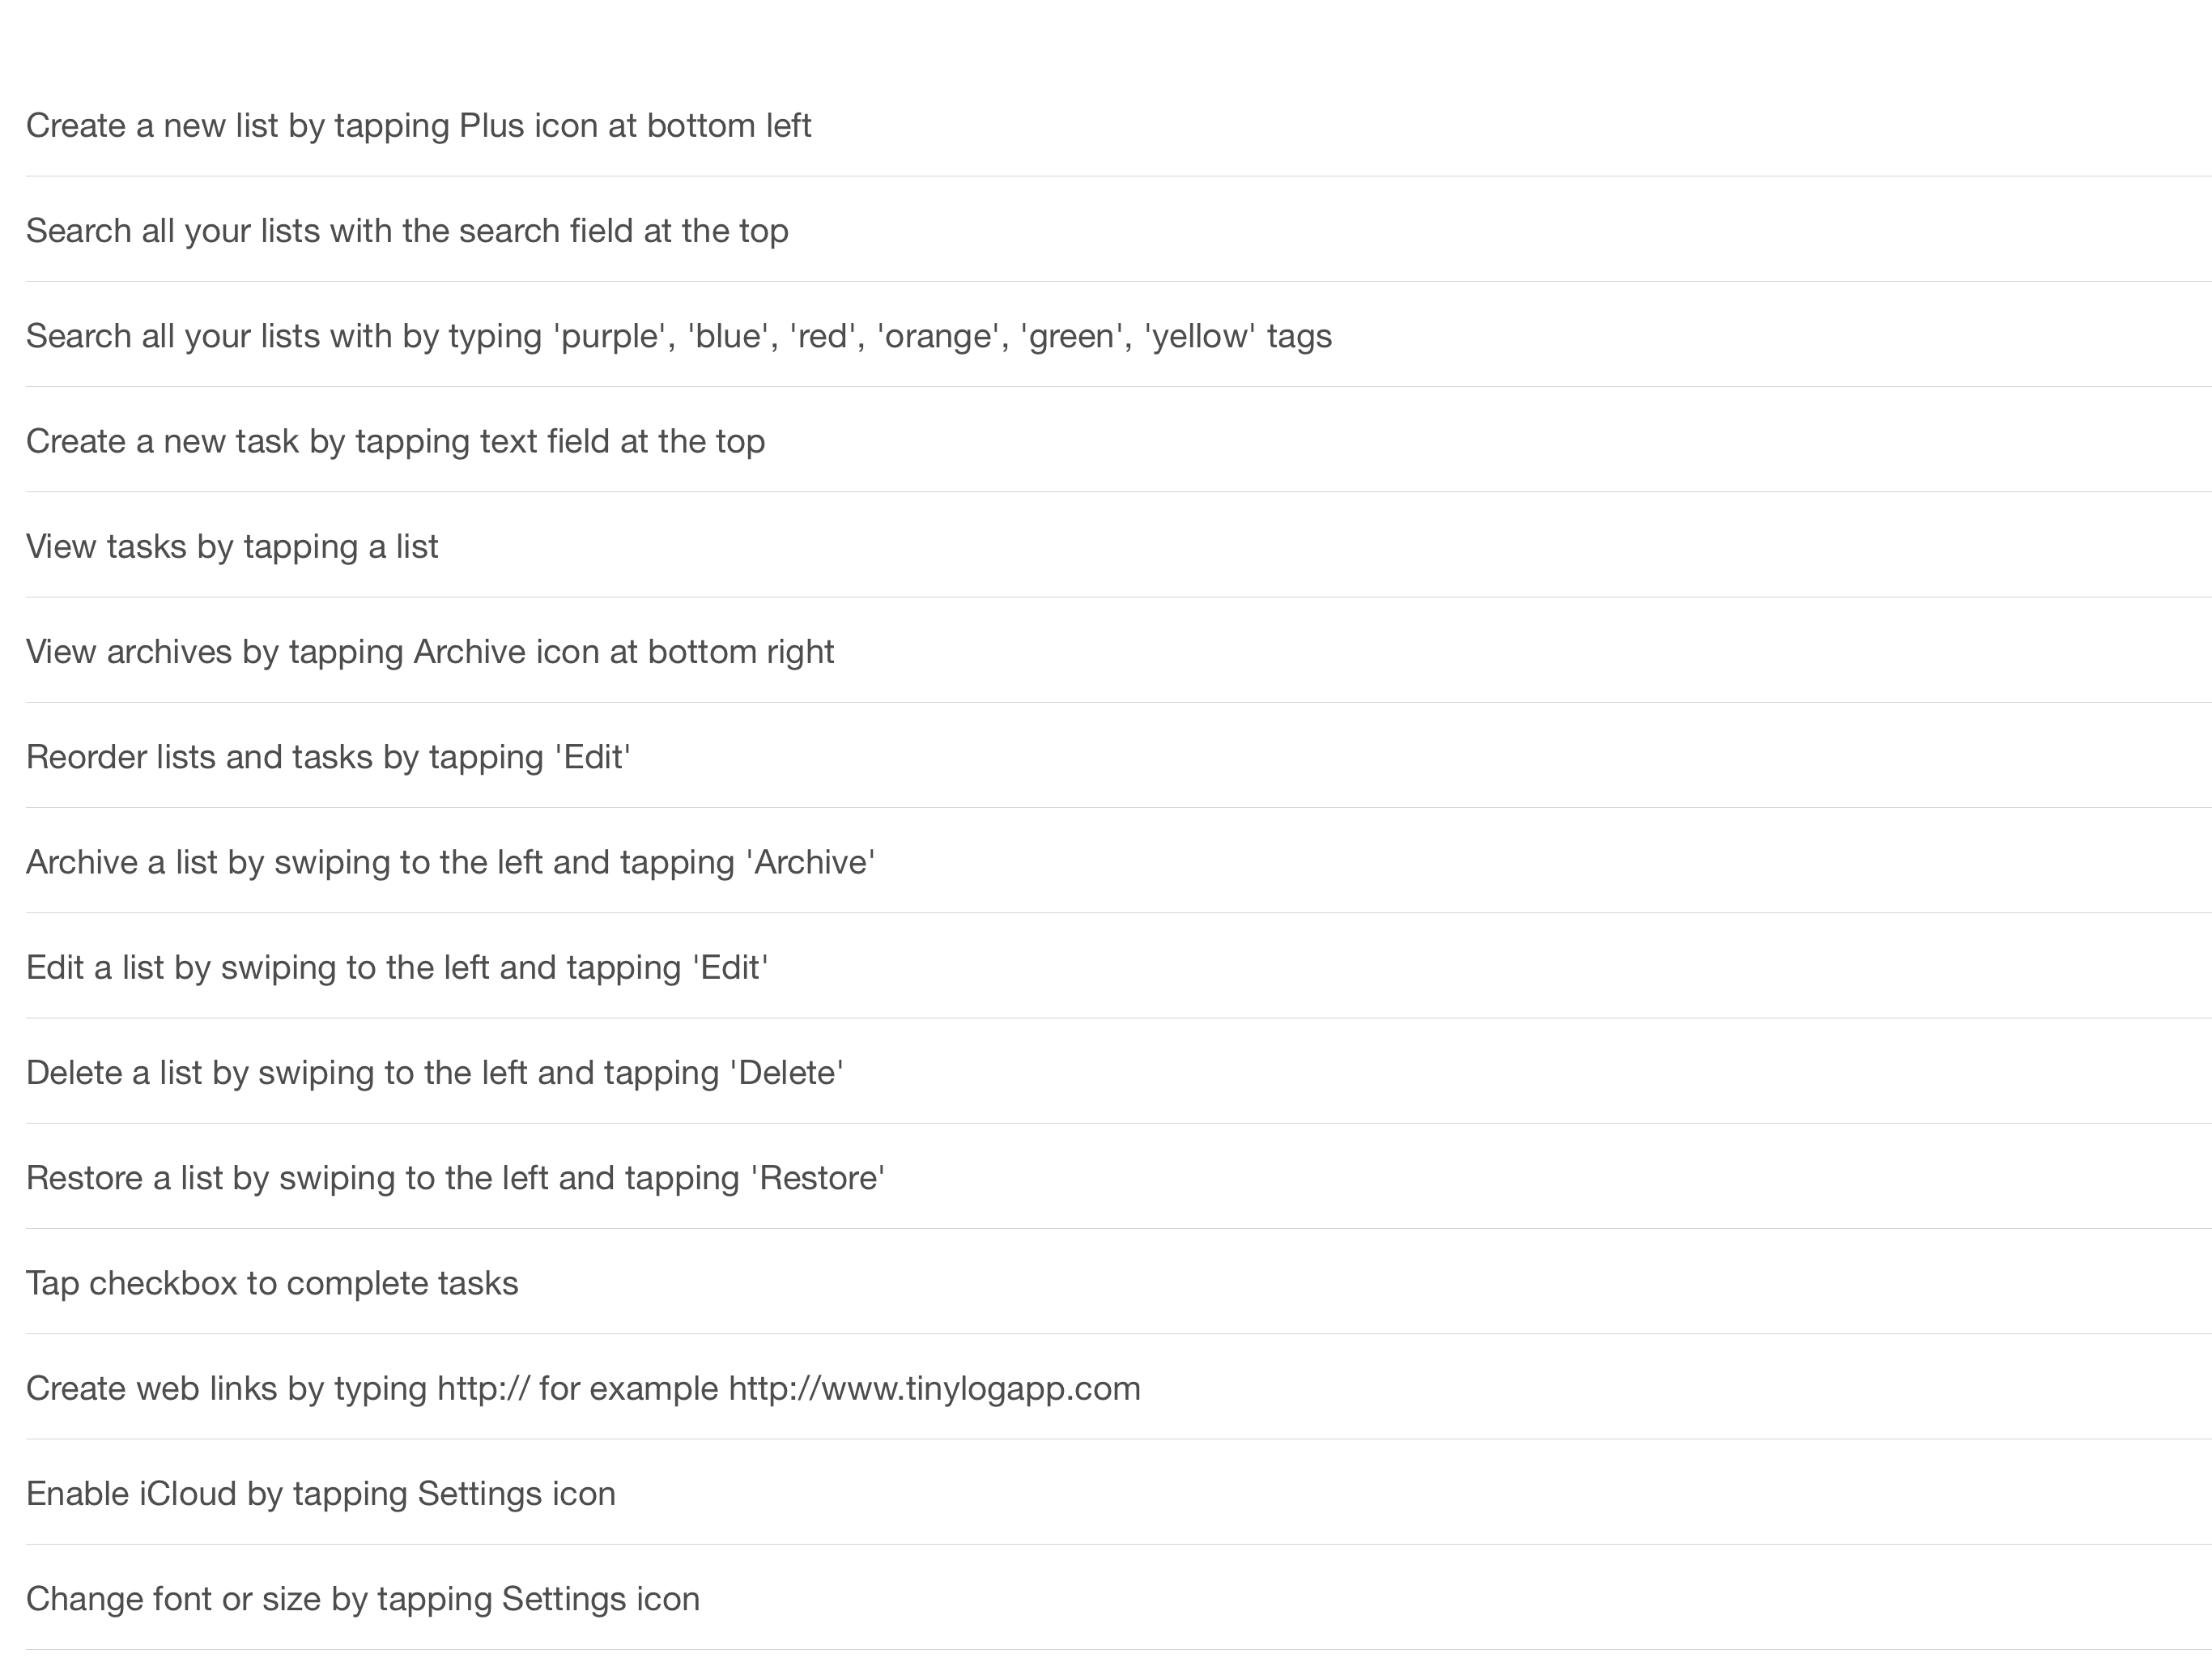 Create a new list by tapping Plus icon at bottom left
Search all your lists with the search field at the top
Search all your lists with by typing 'purple', 'blue', 'red', 'orange', 'green', 'yellow' tags
Create a new task by tapping text field at the top
View tasks by tapping a list
View archives by tapping Archive icon at bottom right
Reorder lists and tasks by tapping 'Edit'
Archive a list by swiping to the left and tapping 'Archive'
Edit a list by swiping to the left and tapping 'Edit'
Delete a list by swiping to the left and tapping 'Delete'
Restore a list by swiping to the left and tapping 'Restore'
Tap checkbox to complete tasks
Create web links by typing http:// for example http://www.tinylogapp.com
Enable iCloud by tapping Settings icon
Change font or size by tapping Settings icon